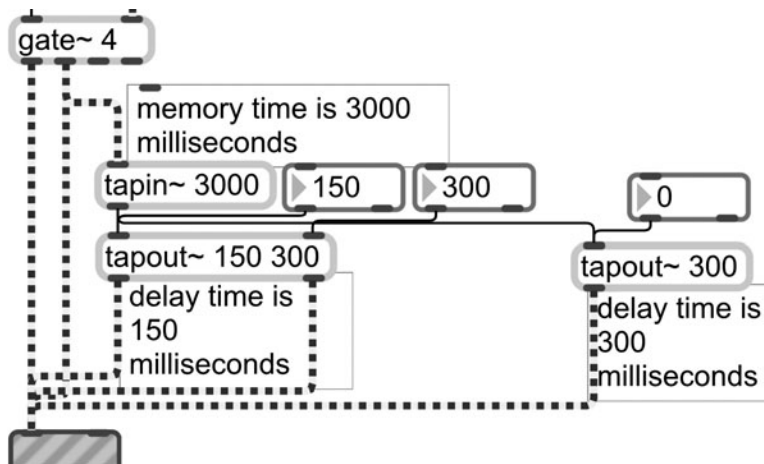 gate~ 4
memory time is 3000
milliseconds
tapin~ 3000
150
300
0
tapout~ 150 300
tapout~ 300
delay time is
150
milliseconds
delay time is
300
milliseconds